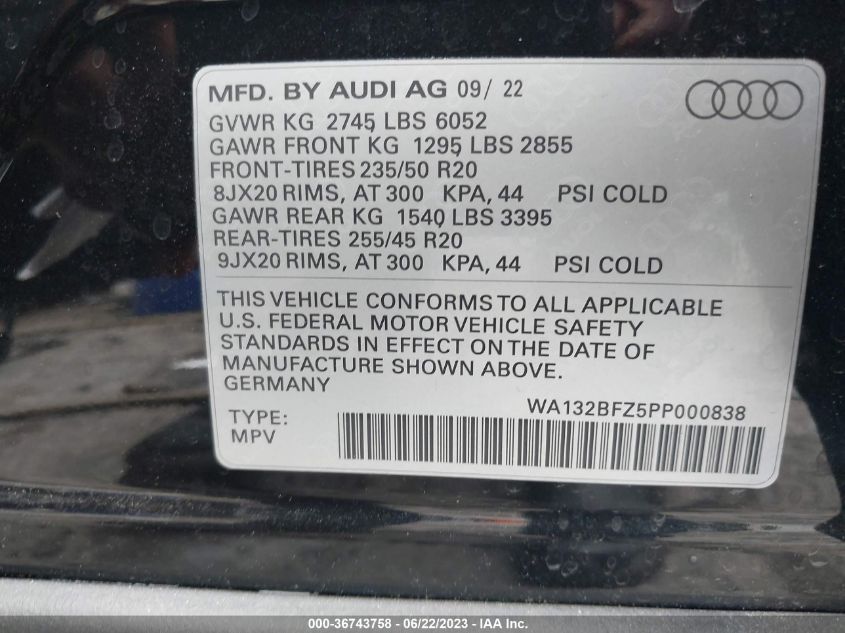 MFD. BY AUDI AG 09/ 22
GVWR KG 2745 LBS 6052
GAWR FRONT KG 1295 LBS 2855
FRONT-TIRES 235/50 R20
8JX20 RIMS, AT 300 KPA, 44 PSI COLD
GAWR REAR KG 1540 LBS 3395
REAR-TIRES 255/45 R20
9JX20 RIMS, AT 300 KPA, 44 PSI COLD
THIS VEHICLE CONFORMS TO ALL APPLICABLE
U.S. FEDERAL MOTOR VEHICLE SAFETY
STANDARDS IN EFFECT ON THE DATE OF
MANUFACTURE SHOWN ABOVE.
GERMANY
WA132BFZ5PP000838
TYPE:
MPV
000-36743758 - 06/22/2023 - IAA Inc.